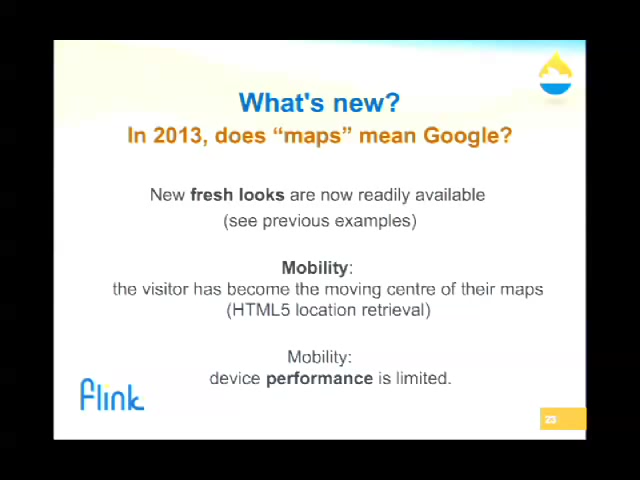 What's new?
In 2013, does “maps” mean Google?
New fresh looks are now readily available
(see previous examples)
Mobility:
the visitor has become the moving centre of their maps
(HTML5 location retrieval)
Mobility:
device performance is limited.
flink
23